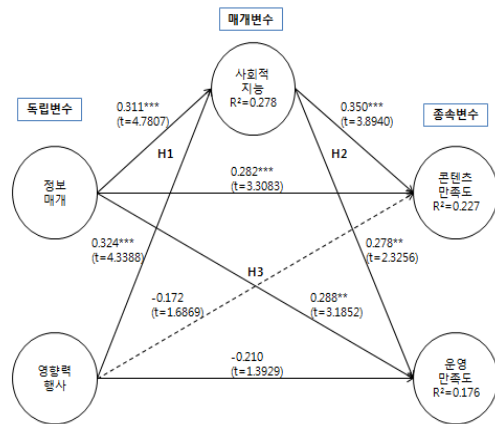 매개변수
사회적
지능
R²=0.278
독립변수
종속변수
0.311***
(t=4.7807)
0.350***
(t=3.8940)
H1
H2
정보
매개
0.282***
(t=3.3083)
콘텐츠
만족도
R²=0.227
0.324***
(t=4.3388)
0.278**
(t=2.3256)
H3
-0.172
(t=1.6869)
0.288**
(t=3.1852)
영향력
행사
-0.210
(t=1.3929)
운영
만족도
R²=0.176